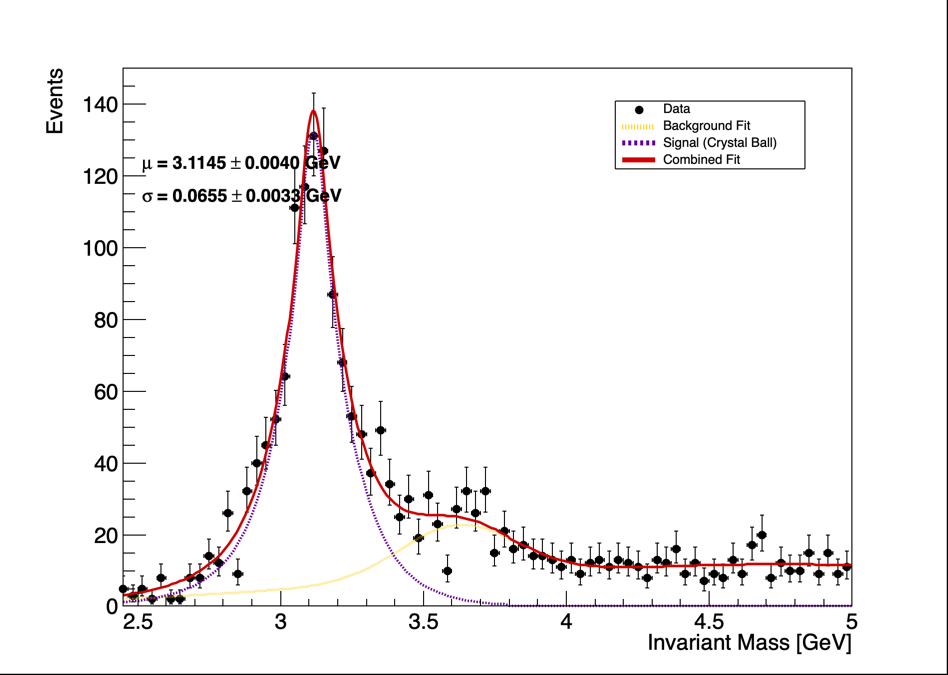 Events
140
120
100
80
60
40
20
0
μ = 3.1145 ± 0.0040 GeV
σ = 0.0655 ± 0.0033 GeV
Data
Background Fit
Signal (Crystal Ball)
Combined Fit
2.5 3 3.5 4 4.5 5
Invariant Mass [GeV]